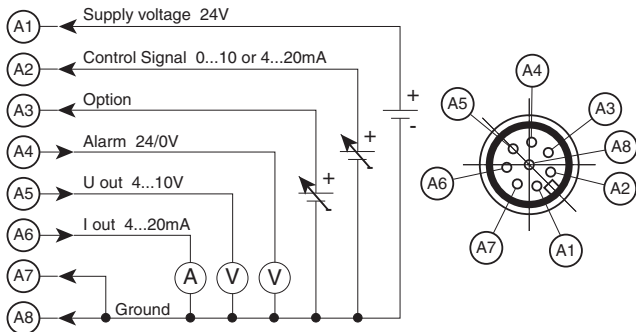 A1 Supply voltage 24V
A2 Control Signal 0...10 or 4...20mA
A3 Option
A4 Alarm 24/0V
A5 U out 4...10V
A6 I out 4...20mA
A7
A8 Ground
+
-
+
+
A V V
A4
A5 A3
A8
A6 A2
A7 A1